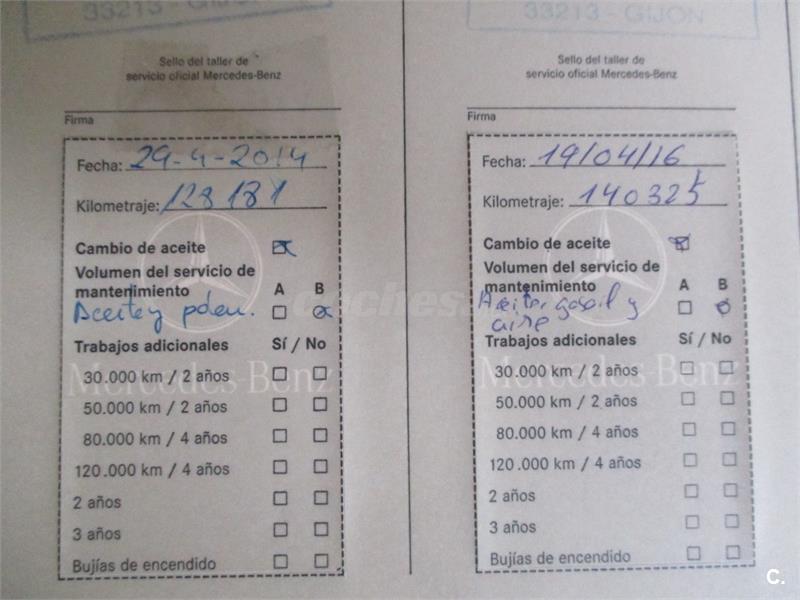 33213 - GIJON
Sello del taller de
servicio oficial Mercedes-Benz
Firma
Fecha: 29-4-2014
Kilometraje: 128181
Cambio de aceite
Volumen del servicio de
mantenimiento A B
Aceite y polen.
Trabajos adicionales Sí / No
30.000 km / 2 años
50.000 km / 2 años
80.000 km / 4 años
120.000 km / 4 años
2 años
3 años
Bujías de encendido
33213 - GIJON
Sello del taller de
servicio oficial Mercedes-Benz
Firma
Fecha: 19/04/16
Kilometraje: 140325
Cambio de aceite
Volumen del servicio de
mantenimiento A B
Aceite, gasoil y
aire
Trabajos adicionales Sí / No
30.000 km / 2 años
50.000 km / 2 años
80.000 km / 4 años
120.000 km / 4 años
2 años
3 años
Bujías de encendido
Mercedes-Benz
Mercedes-Benz
coches
C.